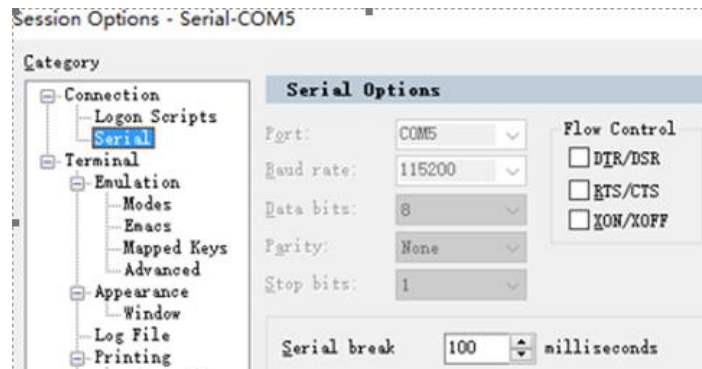 Session Options - Serial-COM5
Category
Connection
Logon Scripts
Serial
Terminal
Emulation
Modes
Emacs
Mapped Keys
Advanced
Appearance
Window
Log File
Printing
Serial Options
Port: COM5
Baud rate: 115200
Data bits: 8
Parity: None
Stop bits: 1
Flow Control
DTR/DSR
RTS/CTS
XON/XOFF
Serial break 100 milliseconds